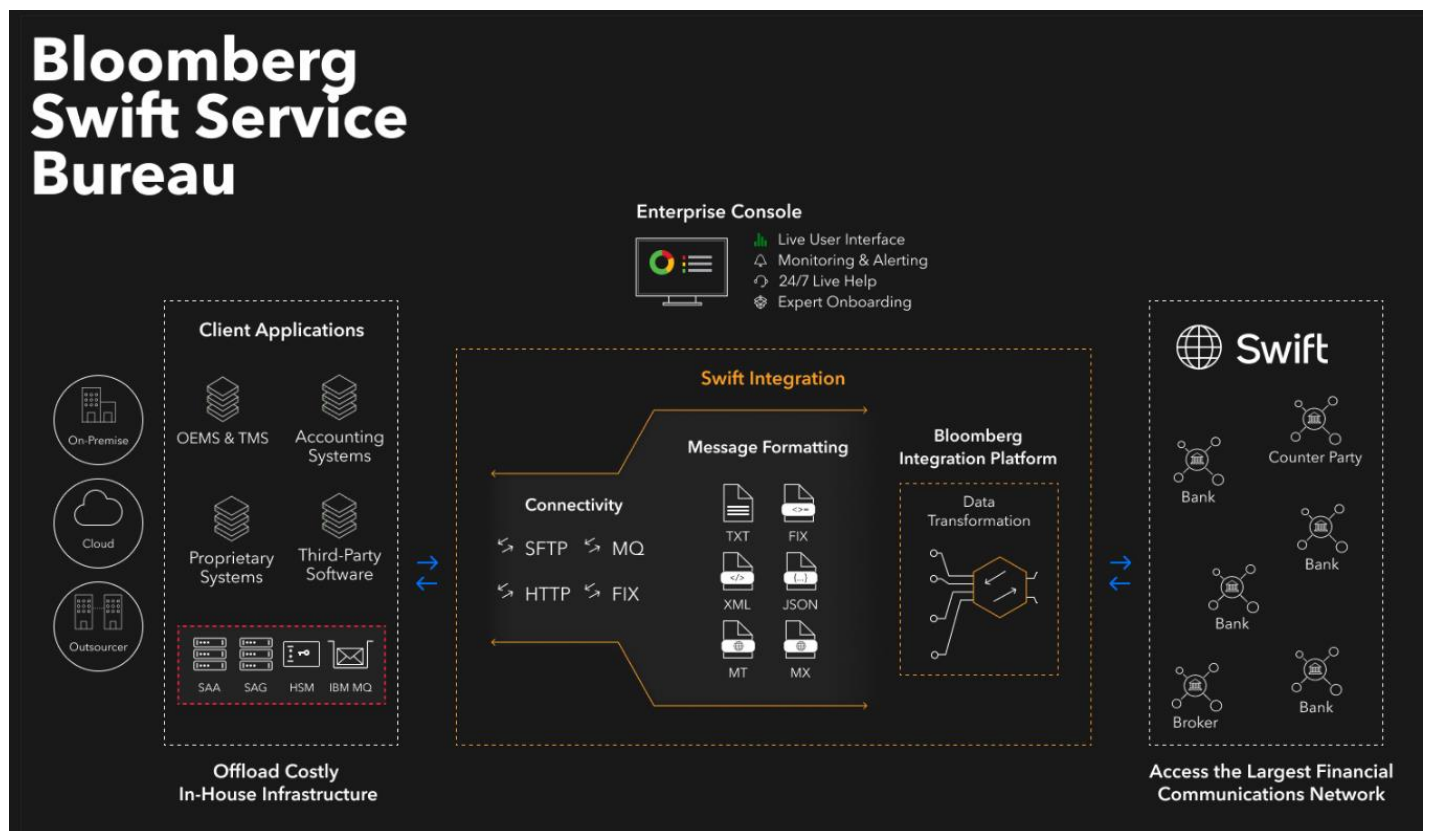 Bloomberg
Swift Service
Bureau
Enterprise Console
Live User Interface
Monitoring & Alerting
24/7 Live Help
Expert Onboarding
On-Premise
Cloud
Outsourcer
Client Applications
OEMS & TMS
Accounting
Systems
Proprietary
Systems
Third-Party
Software
SAA
SAG
HSM
IBM MQ
Offload Costly
In-House Infrastructure
Swift Integration
Connectivity
SFTP
MQ
HTTP
FIX
Message Formatting
TXT
<>=
FIX
</>
XML
{...}
JSON
MT
MX
Bloomberg
Integration Platform
Data
Transformation
Swift
Counter Party
Bank
Bank
Bank
Broker
Bank
Access the Largest Financial
Communications Network